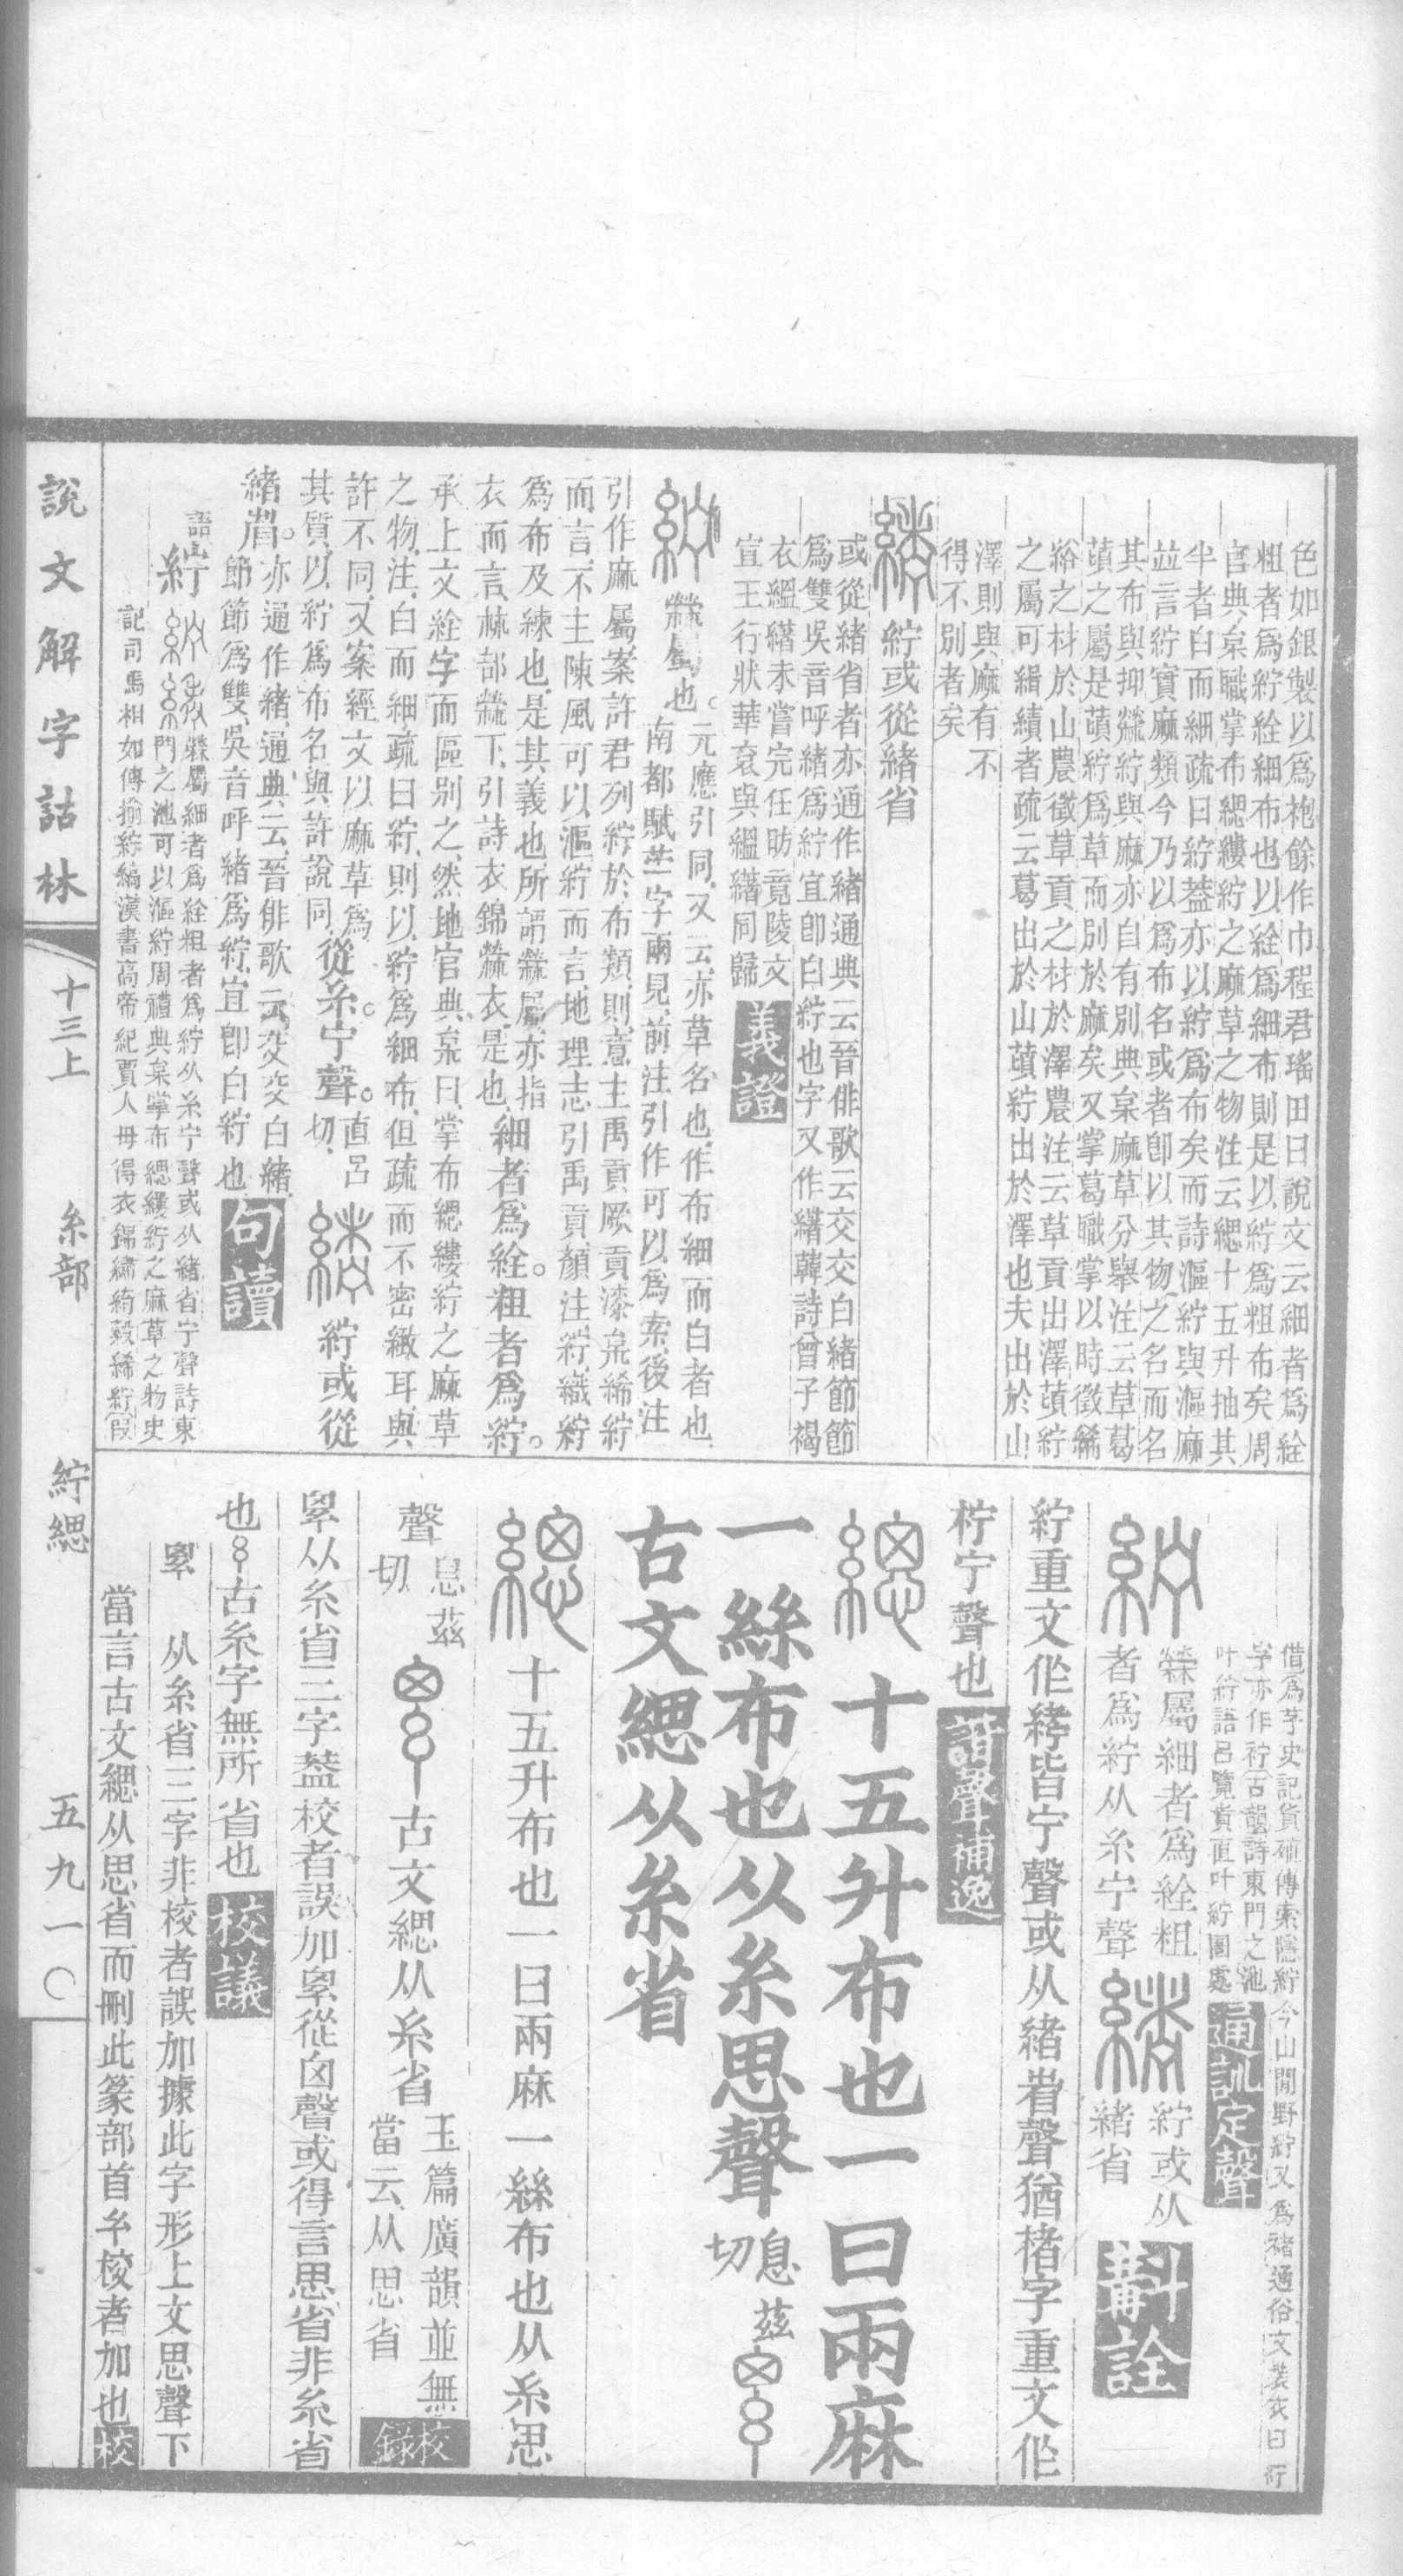 色如銀製以爲袍餘作巾程君瑤田曰說文云細者爲絟
粗者爲紵絟細布也以絟爲細布則是以紵爲粗布矣周
官典枲職掌布緦縷紵之麻草之物注云緦十五升抽其
半者白而細疏曰紵葢亦以紵爲布矣而詩漚紵與漚麻
竝言紵實麻類今乃以爲布名或者卽以其物之名而名
其布與抑䔛紵與麻亦自有別典枲麻草分舉注云草葛
䔛之屬是䔛紵爲草而別於麻矣又掌葛職掌以時徵絺
綌之材於山農徵草貢之材於澤農注云草貢出澤䔛紵
之屬可緝績者疏云葛出於山䔛紵出於澤也夫出於山
澤則與麻有不
得不別者矣
紵或從緒省
或從緒省者亦通作緒通典云晉俳歌云交交白緒節節
爲雙吳音呼緒爲紵宜卽白紵也字又作䌞韓詩曾子褐
衣縕䌞未嘗完任昉竟陵文
宣王行狀華袞與縕䌞同歸
義證
檾屬也。元應引同又云亦草名也作布細而白者也
南都賦苧字兩見前注引作可以爲索後注
引作麻屬案許君列紵於布類則意主禹貢厥貢漆枲絺紵
而言不主陳風可以漚紵而言地理志引禹貢顏注紵織紵
爲布及練也是其義也所謂檾屬亦指
衣而言𣏟部檾下引詩衣錦檾衣是也細者爲絟。粗者爲紵。
承上文絟字而區別之然地官典枲曰掌布緦縷紵之麻草
之物注白而細疏曰紵則以紵爲細布但疏而不密緻耳與
許不同又案經文以麻草爲
其質以紵爲布名與許說同從糸。宁聲。直呂切
紵或從
緒省。亦通作緒通典云晉俳歌云交交白緒
節節爲雙吳音呼緒爲紵宜卽白紵也
句讀
語
紵
檾屬細者爲絟粗者爲紵从糸宁聲或从緒省宁聲詩東
門之池可以漚紵周禮典枲掌布緦縷紵之麻草之物史
記司馬相如傳揄紵縞漢書高帝紀賈人毋得衣錦繡綺縠絺紵（叚
借爲芧史記貨殖傳索隱紵今山閒野紵又爲褚通俗文裝衣曰紵
字亦作䘢（古韻詩東門之池
叶紵語呂覽貴直叶紵圄處
通訓定聲
檾屬細者爲絟粗
者爲紵从糸宁聲
紵或从
緒省
斠詮
紵重文作䋡皆宁聲或从緒省聲猶楮字重文作
柠宁聲也
諧聲補逸
十五升布也一曰兩麻
一絲布也从糸思聲息茲切
古文緦从糸省
十五升布也一曰兩麻一絲布也从糸思
聲息茲切
古文緦从糸省玉篇廣韻並無
當云从思省
校錄
𢇁从糸省三字葢校者誤加𢇁從囟聲或得言思省非糸省
也𢆯古糸字無所省也
校議
𢇁
从糸省三字非校者誤加據此字形上文思聲下
當言古文緦从思省而刪此篆部首糸校者加也
校
說文解字詁林
十三上
糸部
紵緦
五九一〇